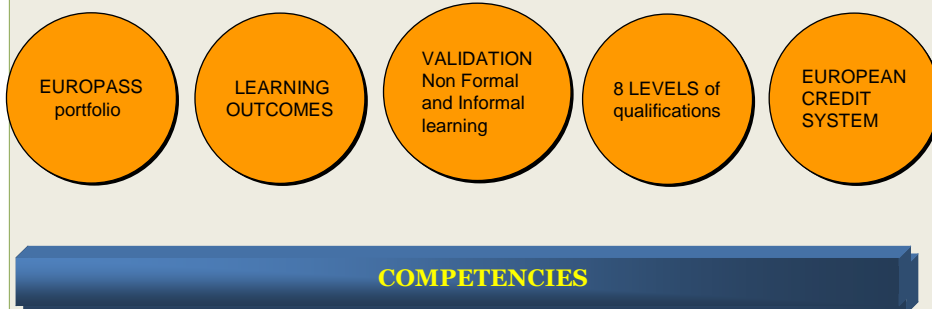 EUROPASS
portfolio
LEARNING
OUTCOMES
VALIDATION
Non Formal
and Informal
learning
8 LEVELS of
qualifications
EUROPEAN
CREDIT
SYSTEM
COMPETENCIES